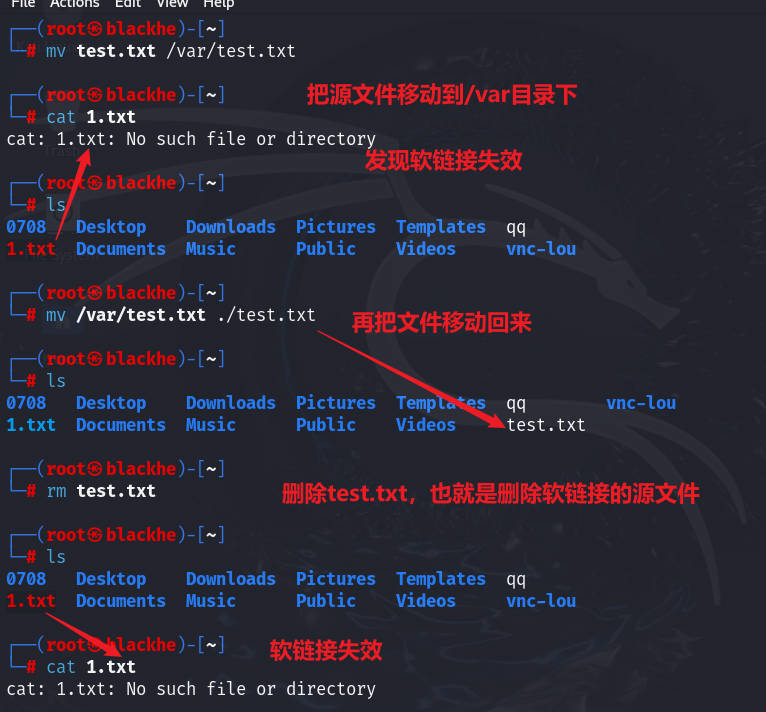 File Actions Edit View Help
┌──(root㉿blackhe)-[~]
└─# mv test.txt /var/test.txt
┌──(root㉿blackhe)-[~]
把源文件移动到/var目录下
└─# cat 1.txt
cat: 1.txt: No such file or directory
发现软链接失效
┌──(root㉿blackhe)-[~]
└─# ls
0708 Desktop Downloads Pictures Templates qq
1.txt Documents Music Public Videos vnc-lou
┌──(root㉿blackhe)-[~]
└─# mv /var/test.txt ./test.txt
再把文件移动回来
┌──(root㉿blackhe)-[~]
└─# ls
0708 Desktop Downloads Pictures Templates qq vnc-lou
1.txt Documents Music Public Videos test.txt
┌──(root㉿blackhe)-[~]
└─# rm test.txt
删除test.txt，也就是删除软链接的源文件
┌──(root㉿blackhe)-[~]
└─# ls
0708 Desktop Downloads Pictures Templates qq
1.txt Documents Music Public Videos vnc-lou
┌──(root㉿blackhe)-[~]
软链接失效
└─# cat 1.txt
cat: 1.txt: No such file or directory